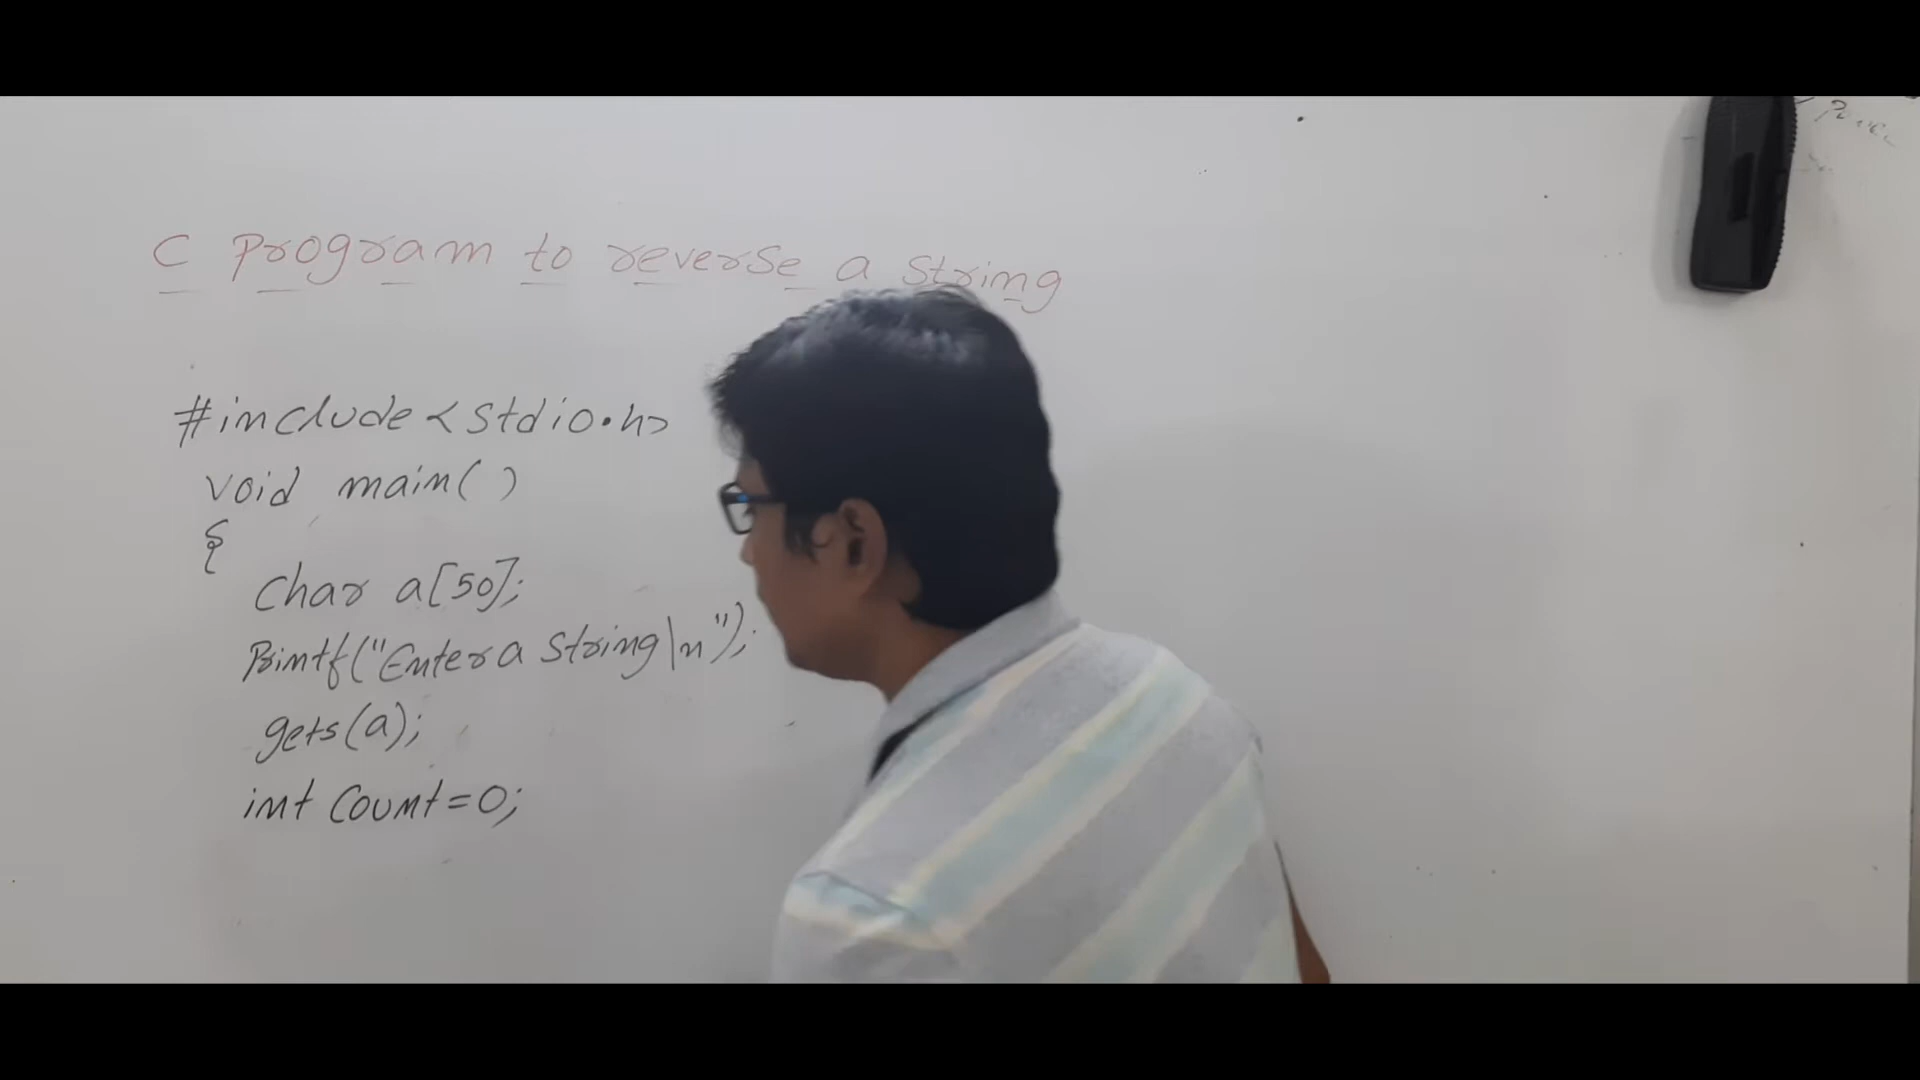 C Program to reverse a String
#include<stdio.h>
void main( )
{
char a[50];
Printf("Enter a String\n");
gets(a);
int Count=0;